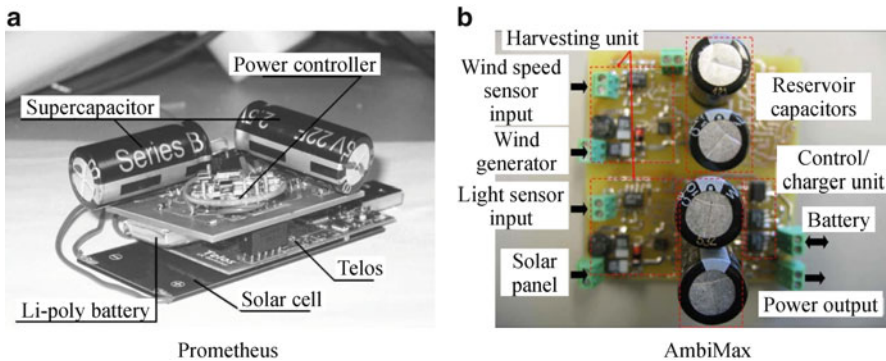 a
Power controller
Supercapacitor
Series B
Telos
Solar cell
Li-poly battery
Prometheus
b
Harvesting unit
Wind speed
sensor
input
Wind
generator
Light sensor
input
Solar
panel
Reservoir
capacitors
Control/
charger unit
Battery
Power output
AmbiMax